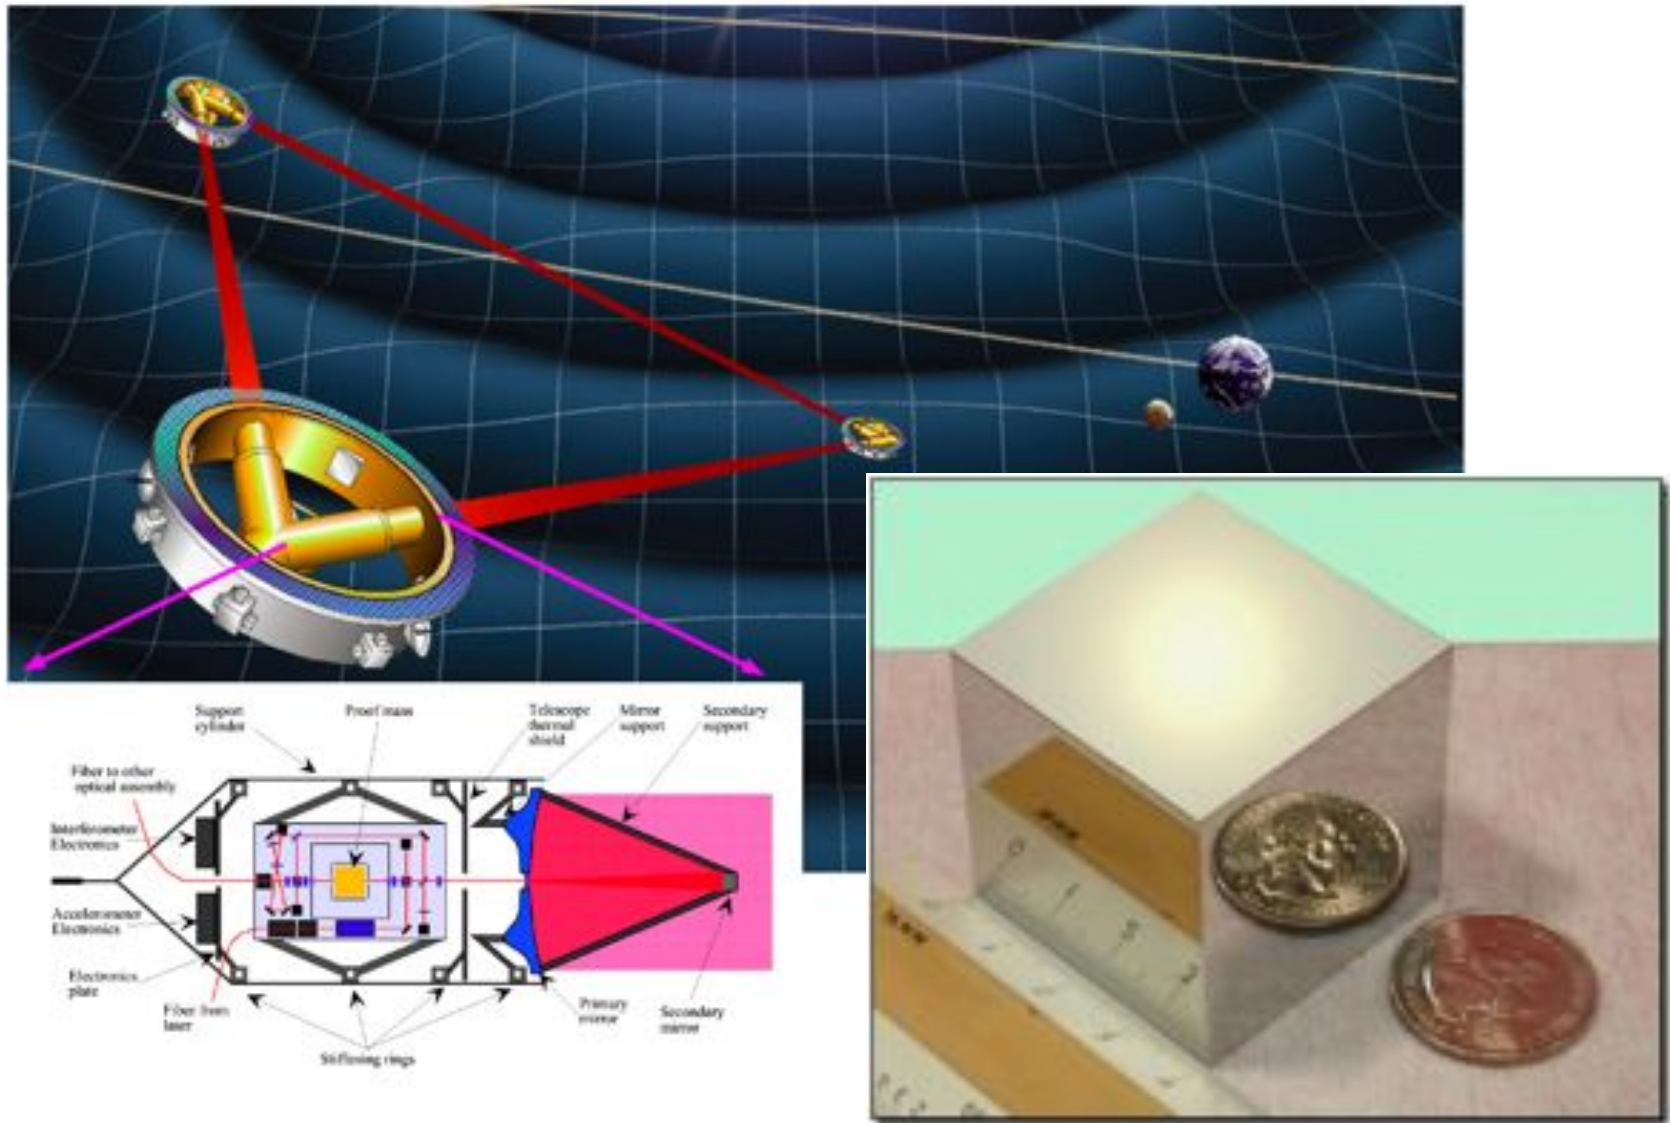 Support
cylinder
Proof mass
Telescope
thermal
shield
Mirror
support
Secondary
support
Fiber to other
optical assembly
Interferometer
Electronics
Accelerometer
Electronics
Electronics
plate
Fiber from
laser
Stiffening rings
Primary
mirror
Secondary
mirror